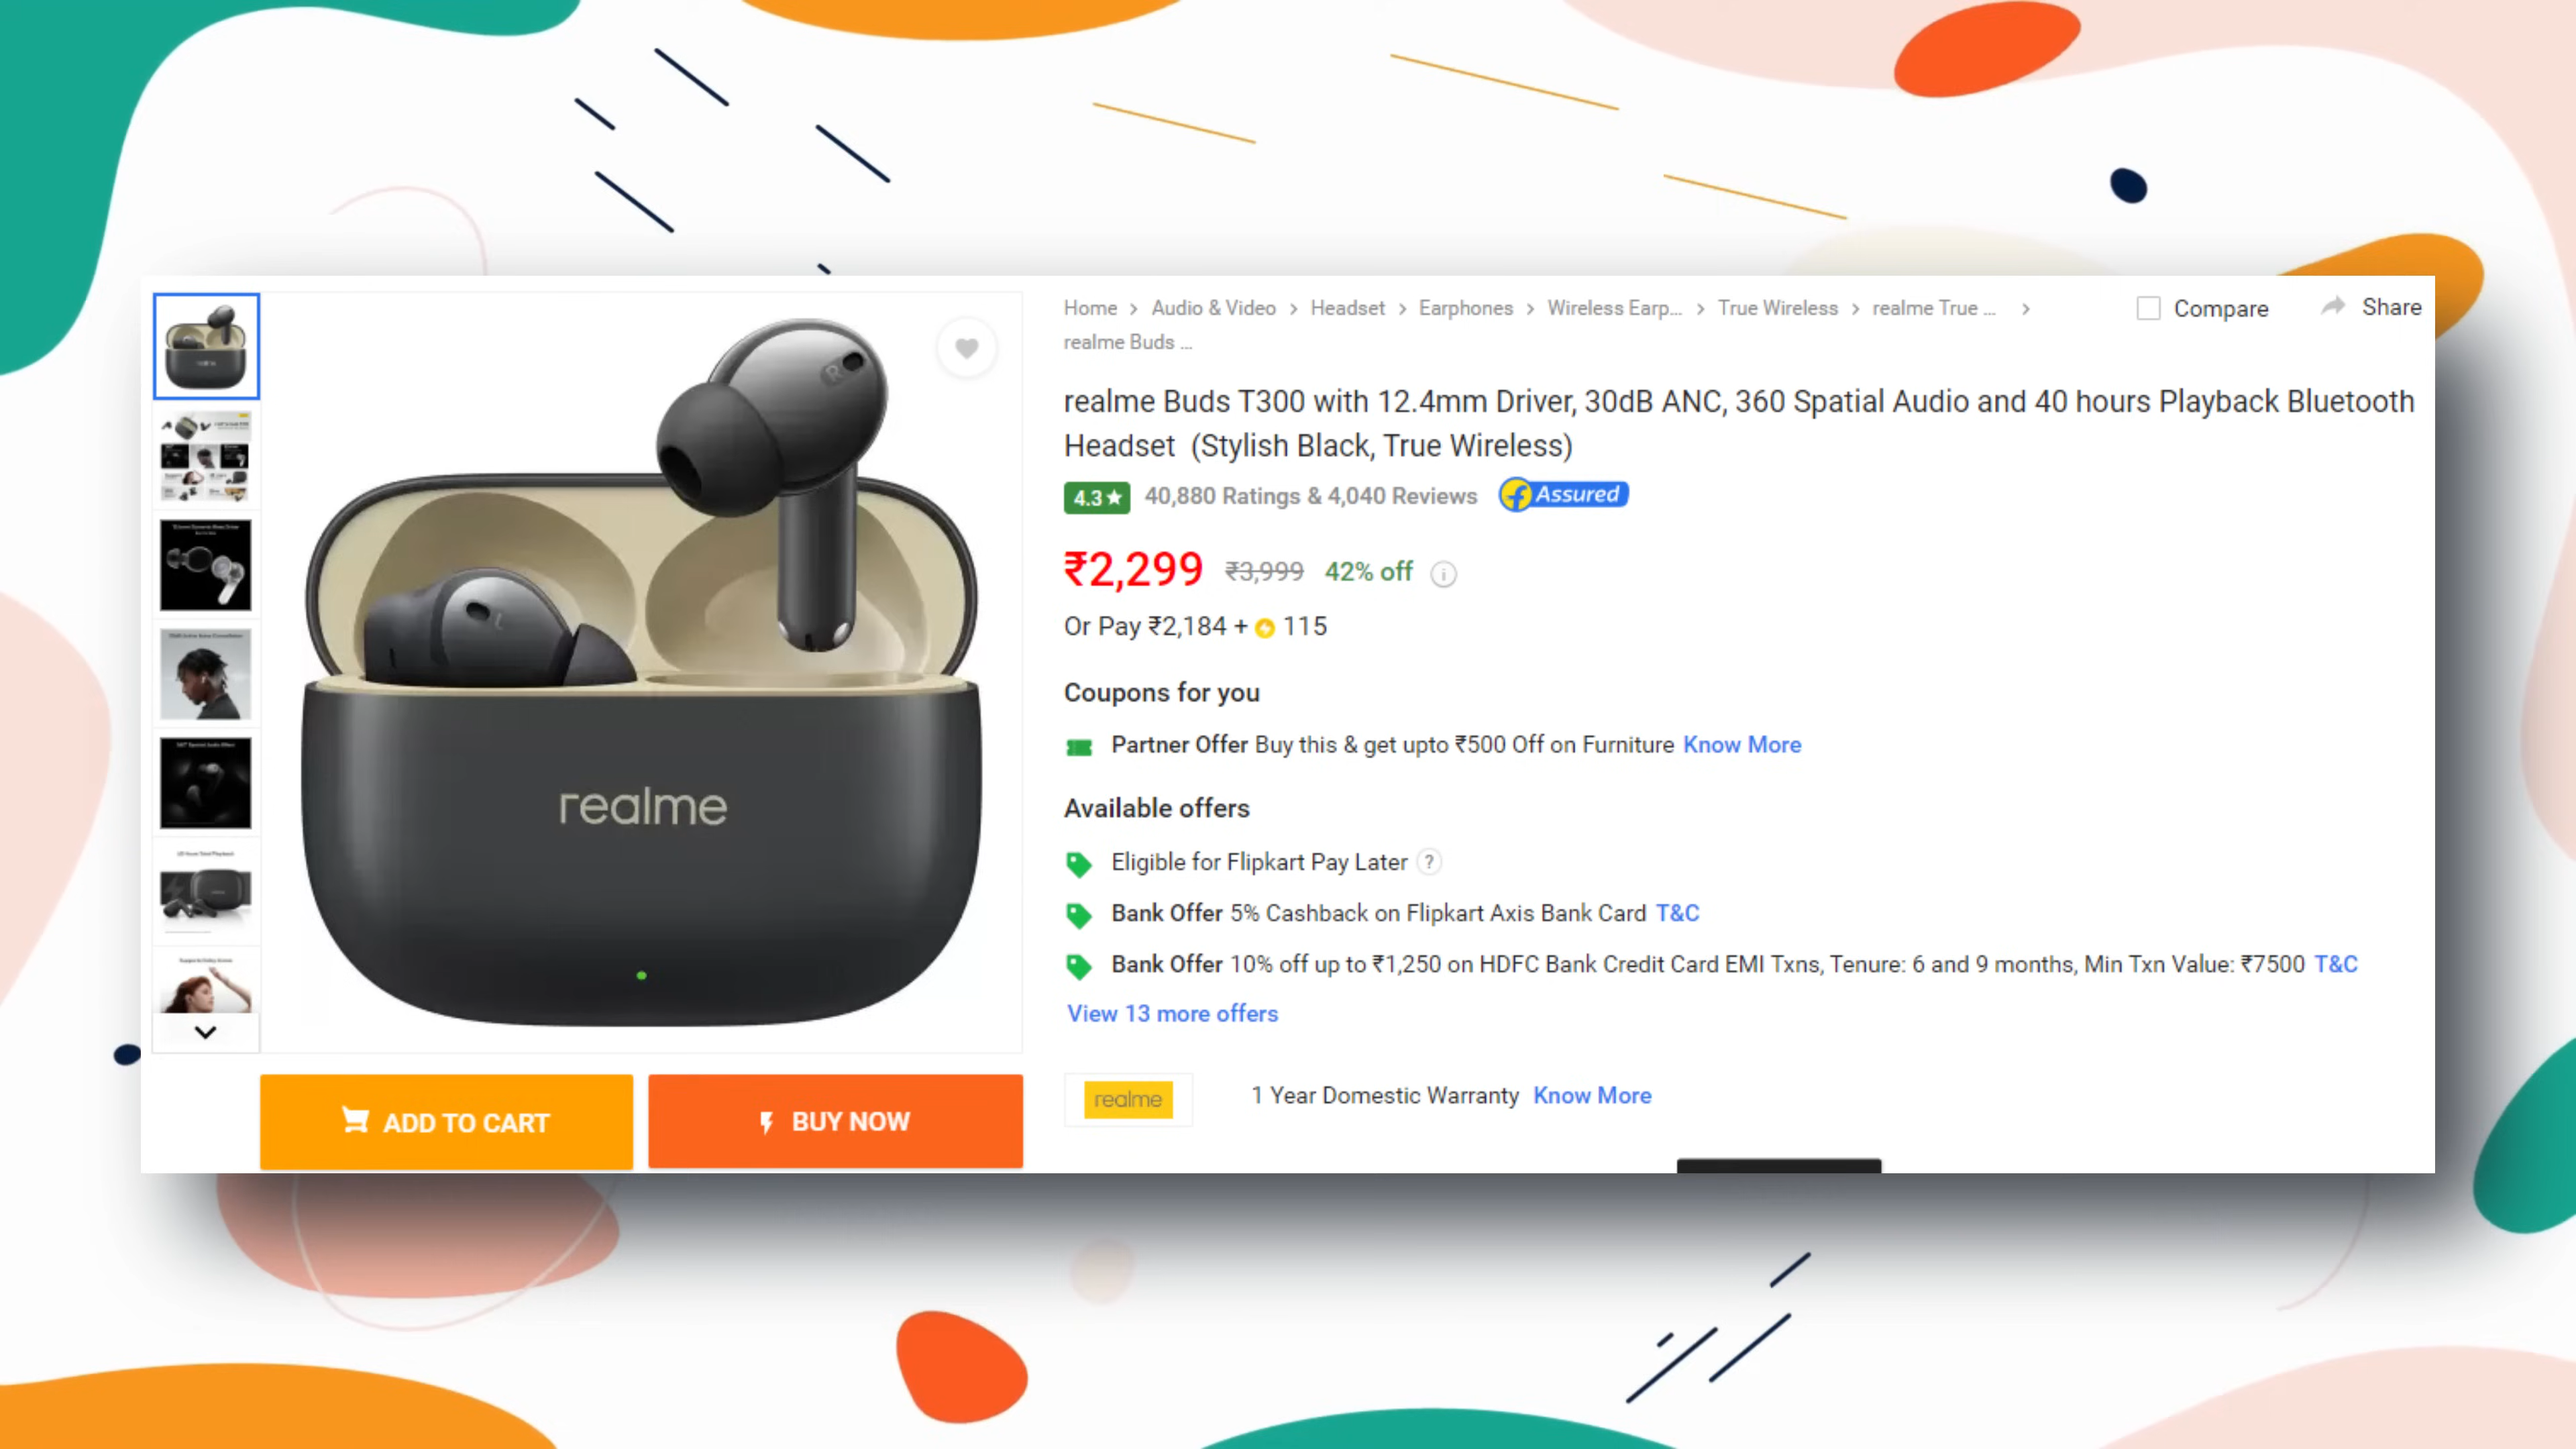 Home > Audio & Video > Headset > Earphones > Wireless Earp... > True Wireless > realme True ... >
realme Buds ...
Compare
Share
realme Buds T300 with 12.4mm Driver, 30dB ANC, 360 Spatial Audio and 40 hours Playback Bluetooth
Headset (Stylish Black, True Wireless)
4.3★ 40,880 Ratings & 4,040 Reviews Assured
₹2,299 ₹3,999 42% off
Or Pay ₹2,184 + 115
Coupons for you
Partner Offer Buy this & get upto ₹500 Off on Furniture Know More
Available offers
Eligible for Flipkart Pay Later ?
Bank Offer 5% Cashback on Flipkart Axis Bank Card T&C
Bank Offer 10% off up to ₹1,250 on HDFC Bank Credit Card EMI Txns, Tenure: 6 and 9 months, Min Txn Value: ₹7500 T&C
View 13 more offers
realme
1 Year Domestic Warranty Know More
R
L
realme
ADD TO CART
BUY NOW